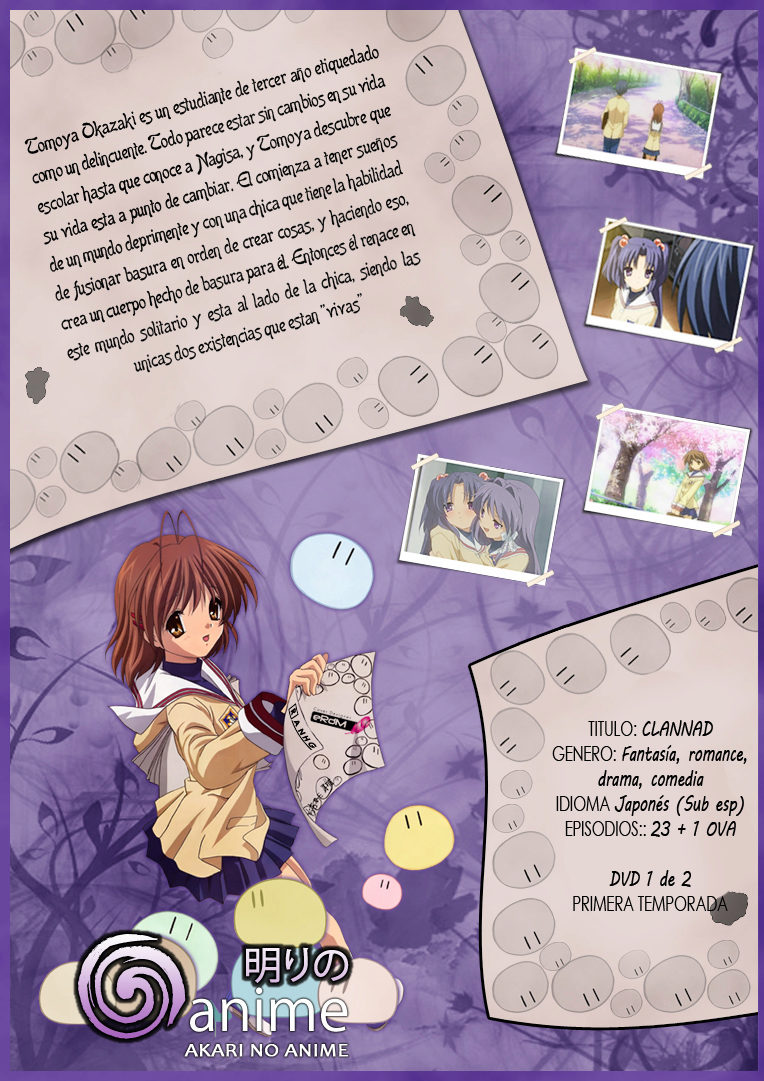 Tomoya Okazaki es un estudiante de tercer año etiquedado
como un delincuente. Todo parece estar sin cambios en su vida
escolar hasta que conoce a Nagisa, y Tomoya descubre que
su vida esta a punto de cambiar. El comienza a tener sueños
de un mundo deprimente y con una chica que tiene la habilidad
de fusionar basura en orden de crear cosas, y haciendo eso,
crea un cuerpo hecho de basura para él. Entonces él renace en
este mundo solitario y esta al lado de la chica, siendo las
unicas dos existencias que estan "vivas"
eRdM
TITULO: CLANNAD
GENERO: Fantasía, romance,
drama, comedia
IDIOMA Japonés (Sub esp)
EPISODIOS:: 23 + 1 OVA
DVD 1 de 2
PRIMERA TEMPORADA
明りの
anime
AKARI NO ANIME